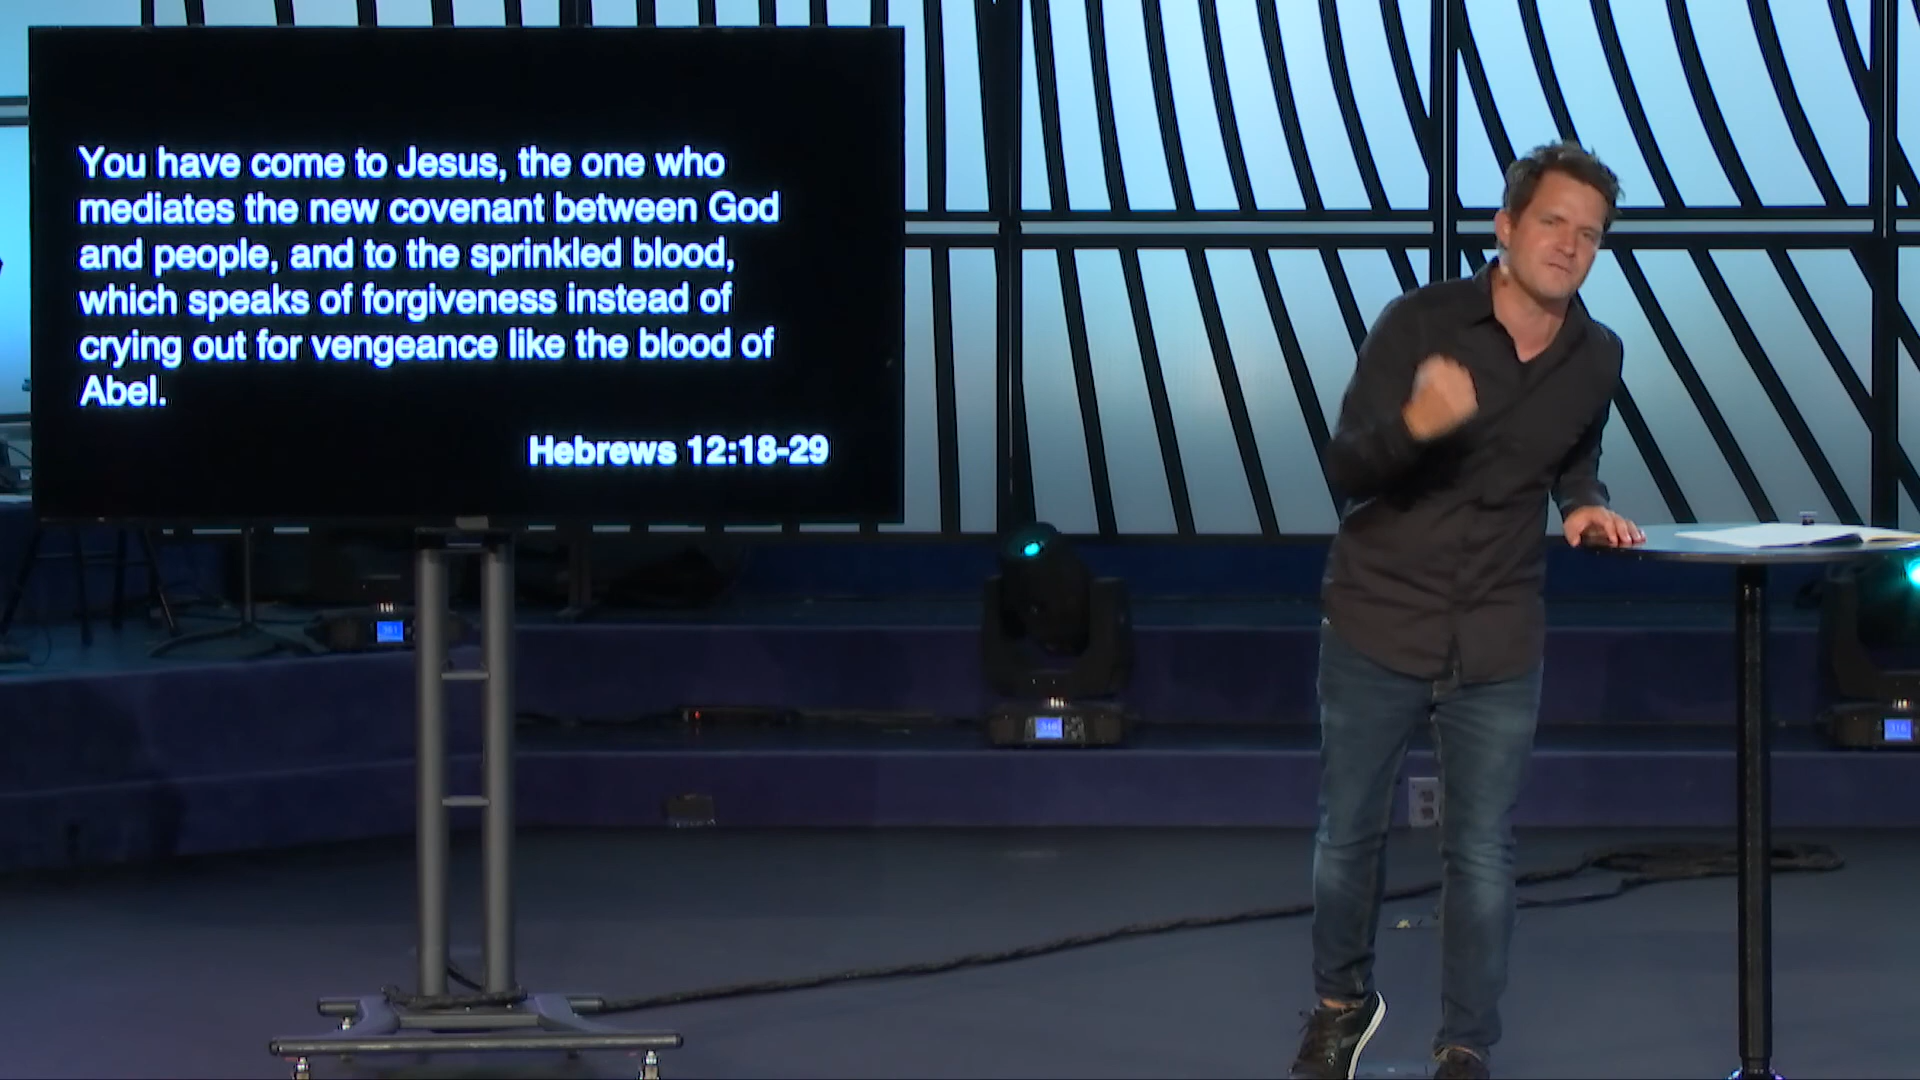 You have come to Jesus, the one who
mediates the new covenant between God
and people, and to the sprinkled blood,
which speaks of forgiveness instead of
crying out for vengeance like the blood of
Abel.
Hebrews 12:18-29